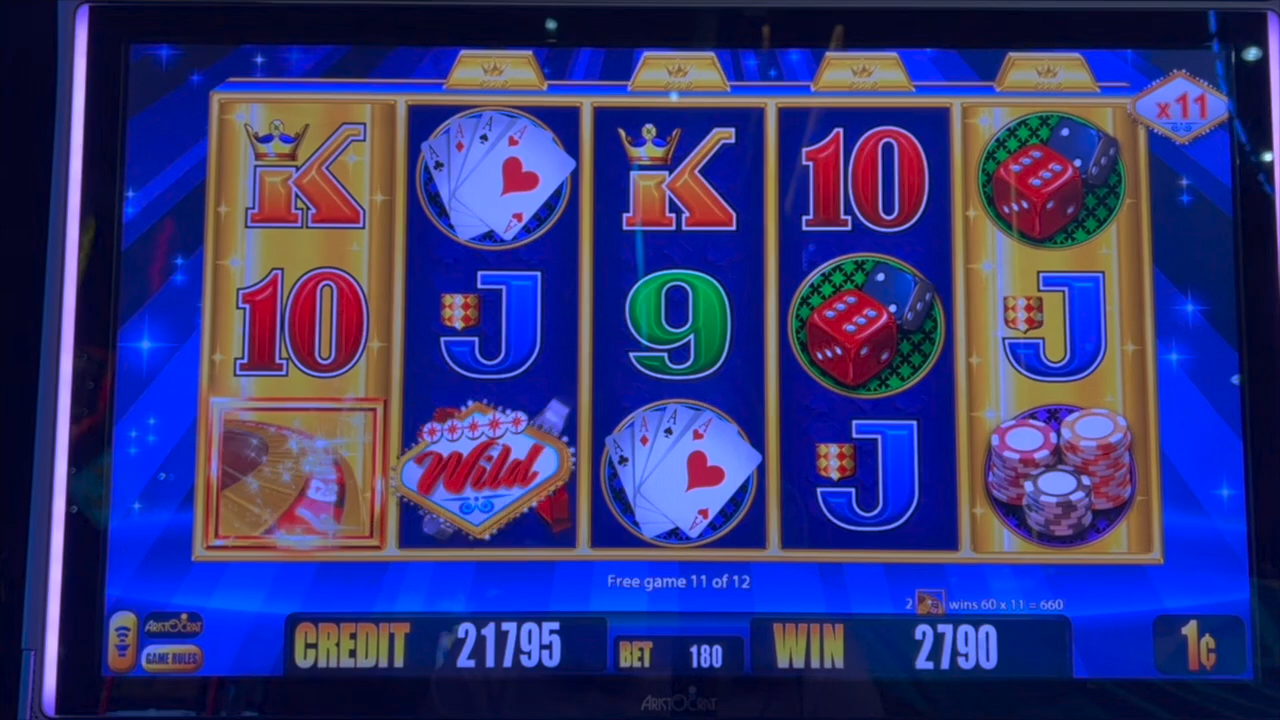 x11
K K 10
10 J 9 J
Wild J
Free game 11 of 12
2 wins 60 x 11 = 660
ARISTOCRAT
GAME RULES
CREDIT 21795 BET 180 WIN 2790 1¢
ARISTOCRAT